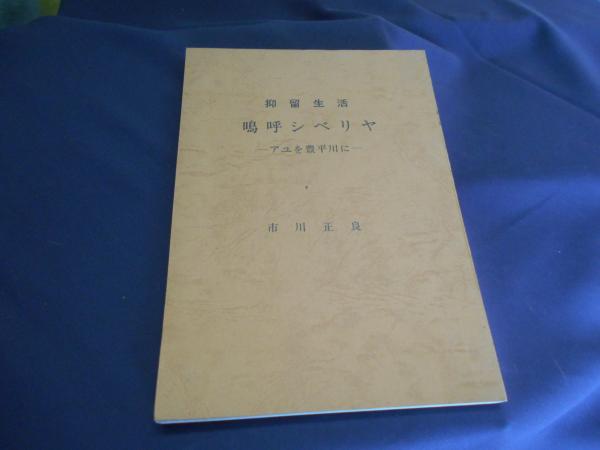 抑留生活
嗚呼シベリヤ
―アユを豊平川に―
市川正良